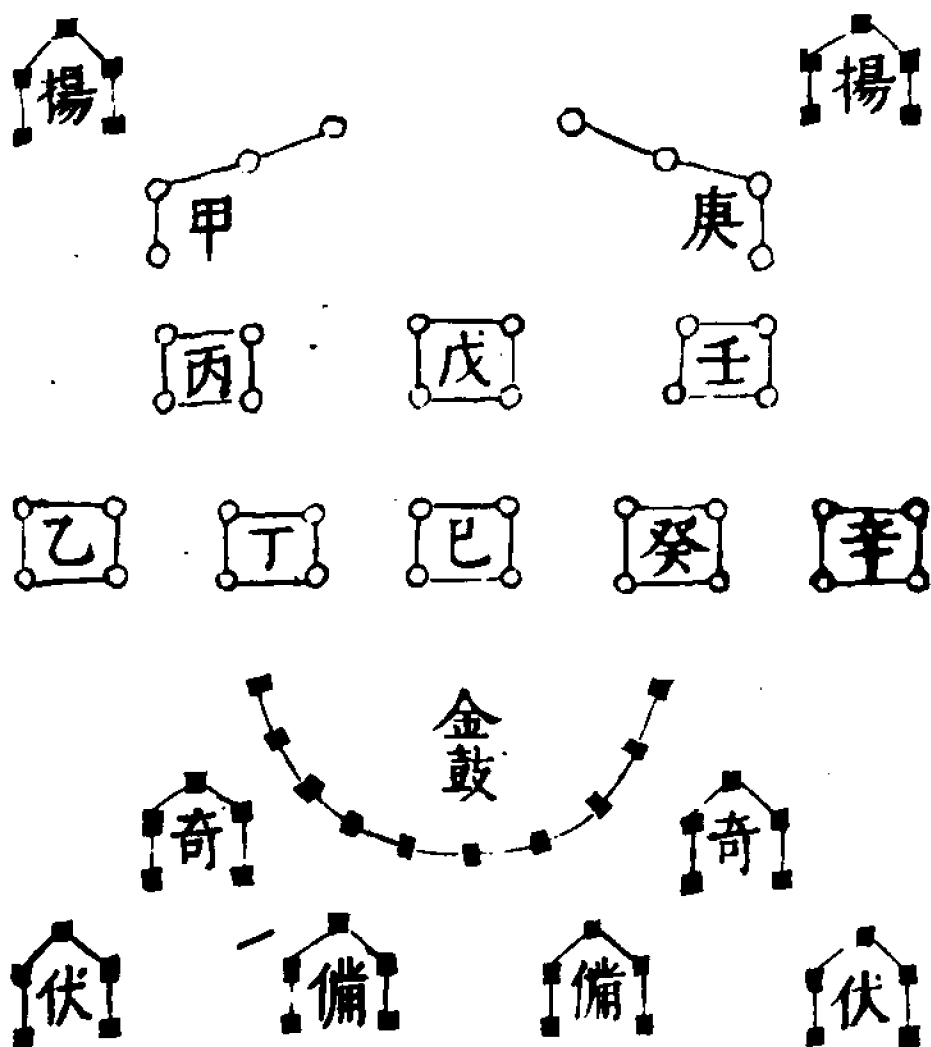 揚 揚
甲 庚
丙 戊 壬
乙 丁 已 癸 辛
金
鼓
奇 奇
伏 備 備 伏